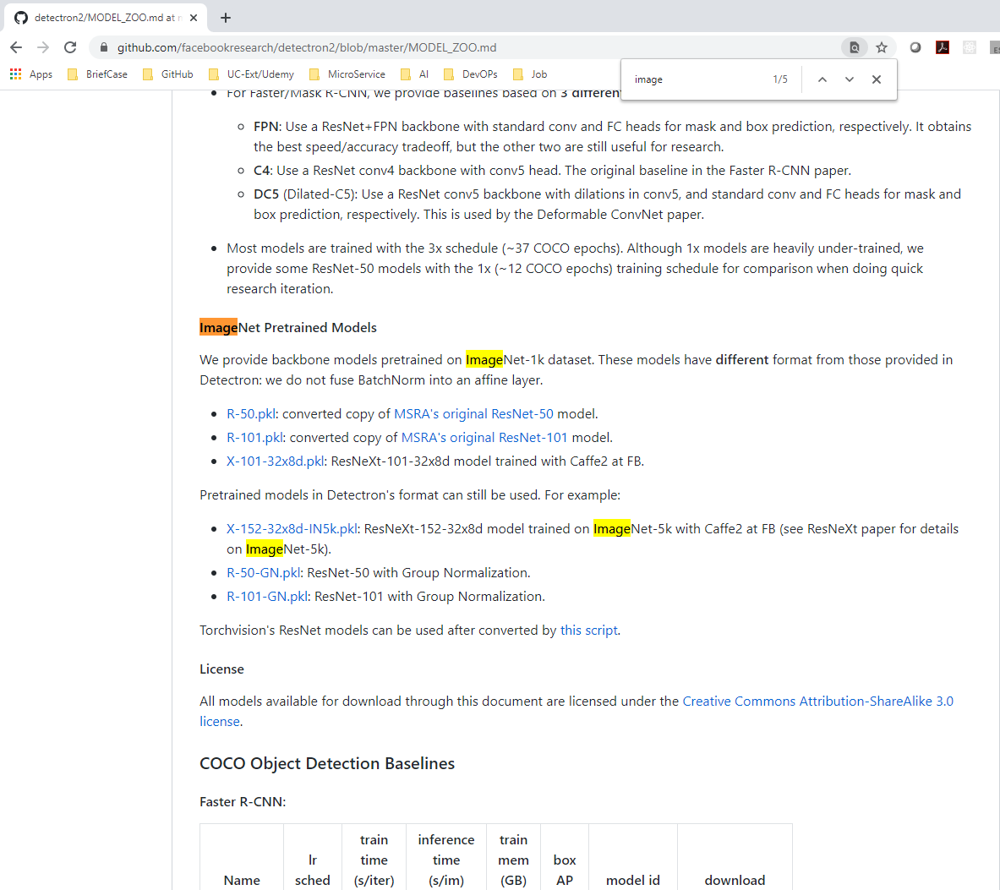 detectron2/MODEL_ZOO.md at
github.com/facebookresearch/detectron2/blob/master/MODEL_ZOO.md
Apps BriefCase GitHub UC-Ext/Udemy MicroService AI DevOPs Job
image 1/5
For Faster/Mask R-CNN, we provide baselines based on 3 differen
FPN: Use a ResNet+FPN backbone with standard conv and FC heads for mask and box prediction, respectively. It obtains
the best speed/accuracy tradeoff, but the other two are still useful for research.
C4: Use a ResNet conv4 backbone with conv5 head. The original baseline in the Faster R-CNN paper.
DC5 (Dilated-C5): Use a ResNet conv5 backbone with dilations in conv5, and standard conv and FC heads for mask and
box prediction, respectively. This is used by the Deformable ConvNet paper.
Most models are trained with the 3x schedule (~37 COCO epochs). Although 1x models are heavily under-trained, we
provide some ResNet-50 models with the 1x (~12 COCO epochs) training schedule for comparison when doing quick
research iteration.
ImageNet Pretrained Models
We provide backbone models pretrained on ImageNet-1k dataset. These models have different format from those provided in
Detectron: we do not fuse BatchNorm into an affine layer.
R-50.pkl: converted copy of MSRA's original ResNet-50 model.
R-101.pkl: converted copy of MSRA's original ResNet-101 model.
X-101-32x8d.pkl: ResNeXt-101-32x8d model trained with Caffe2 at FB.
Pretrained models in Detectron's format can still be used. For example:
X-152-32x8d-IN5k.pkl: ResNeXt-152-32x8d model trained on ImageNet-5k with Caffe2 at FB (see ResNeXt paper for details
on ImageNet-5k).
R-50-GN.pkl: ResNet-50 with Group Normalization.
R-101-GN.pkl: ResNet-101 with Group Normalization.
Torchvision's ResNet models can be used after converted by this script.
License
All models available for download through this document are licensed under the Creative Commons Attribution-ShareAlike 3.0
license.
COCO Object Detection Baselines
Faster R-CNN:
train inference train
lr time time mem box
Name sched (s/iter) (s/im) (GB) AP model id download